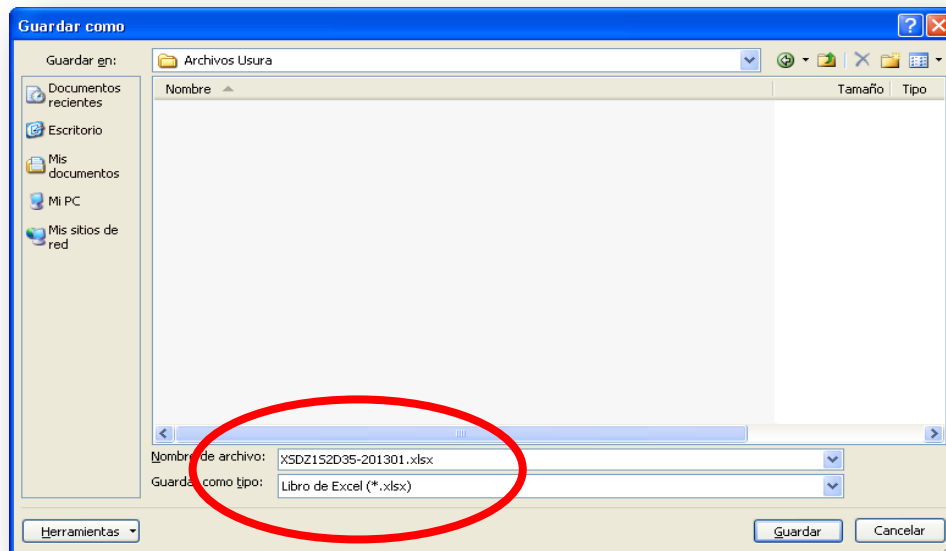 Guardar como
Guardar en:
Archivos Usura
Documentos
recientes
Escritorio
Mis
documentos
Mi PC
Mis sitios de
red
Nombre Tamaño Tipo
Nombre de archivo: XSDZ1S2D35-201301.xlsx
Guardar como tipo: Libro de Excel (*.xlsx)
Herramientas Guardar Cancelar